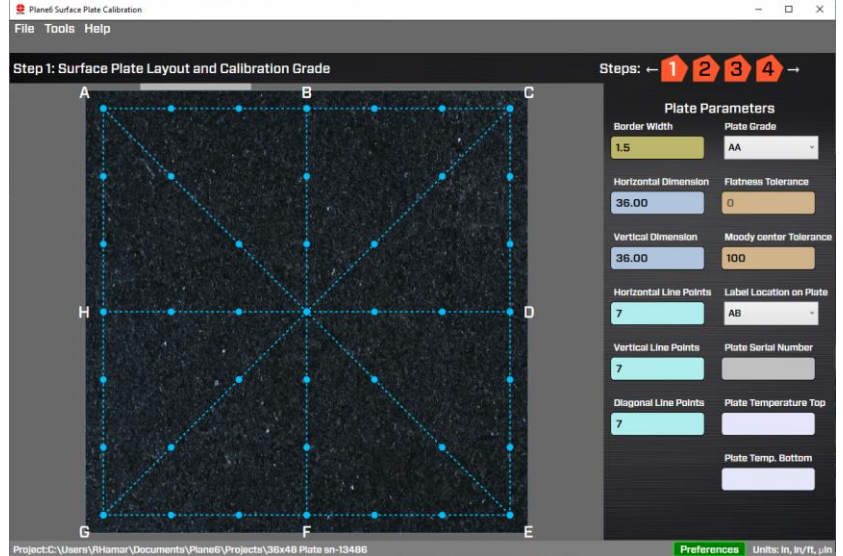 Plane6 Surface Plate Calibration
File Tools Help
Step 1: Surface Plate Layout and Calibration Grade
Steps: ← 1 2 3 4 →
A B C
H D
G F E
Plate Parameters
Border Width Plate Grade
1.5 AA
Horizontal Dimension Flatness Tolerance
36.00 0
Vertical Dimension Moody center Tolerance
36.00 100
Horizontal Line Points Label Location on Plate
7 AB
Vertical Line Points Plate Serial Number
7
Diagonal Line Points Plate Temperature Top
7
Plate Temp. Bottom
Project:C:\Users\RHamar\Documents\Plane6\Projects\36x48 Plate sn-13486 Preferences Units: in, in/ft, µin